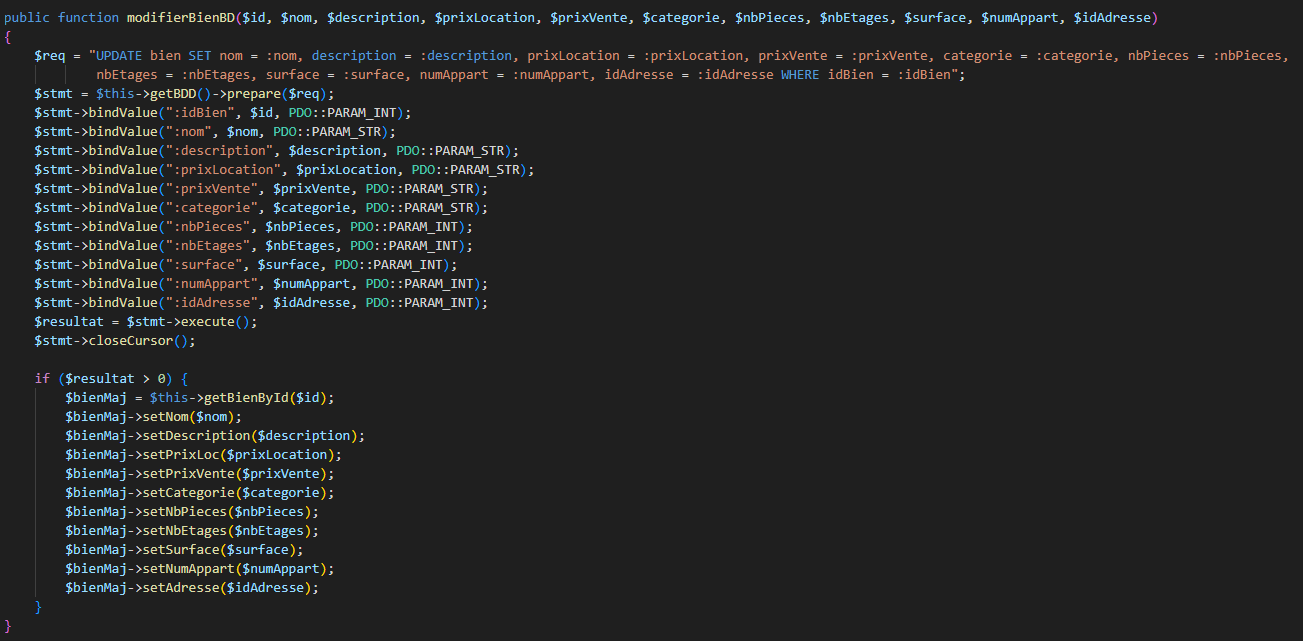 public function modifierBienBD($id, $nom, $description, $prixLocation, $prixVente, $categorie, $nbPieces, $nbEtages, $surface, $numAppart, $idAdresse)
{
    $req = "UPDATE bien SET nom = :nom, description = :description, prixLocation = :prixLocation, prixVente = :prixVente, categorie = :categorie, nbPieces = :nbPieces,
            nbEtages = :nbEtages, surface = :surface, numAppart = :numAppart, idAdresse = :idAdresse WHERE idBien = :idBien";
    $stmt = $this->getBDD()->prepare($req);
    $stmt->bindValue(":idBien", $id, PDO::PARAM_INT);
    $stmt->bindValue(":nom", $nom, PDO::PARAM_STR);
    $stmt->bindValue(":description", $description, PDO::PARAM_STR);
    $stmt->bindValue(":prixLocation", $prixLocation, PDO::PARAM_STR);
    $stmt->bindValue(":prixVente", $prixVente, PDO::PARAM_STR);
    $stmt->bindValue(":categorie", $categorie, PDO::PARAM_STR);
    $stmt->bindValue(":nbPieces", $nbPieces, PDO::PARAM_INT);
    $stmt->bindValue(":nbEtages", $nbEtages, PDO::PARAM_INT);
    $stmt->bindValue(":surface", $surface, PDO::PARAM_INT);
    $stmt->bindValue(":numAppart", $numAppart, PDO::PARAM_INT);
    $stmt->bindValue(":idAdresse", $idAdresse, PDO::PARAM_INT);
    $resultat = $stmt->execute();
    $stmt->closeCursor();

    if ($resultat > 0) {
        $bienMaj = $this->getBienById($id);
        $bienMaj->setNom($nom);
        $bienMaj->setDescription($description);
        $bienMaj->setPrixLoc($prixLocation);
        $bienMaj->setPrixVente($prixVente);
        $bienMaj->setCategorie($categorie);
        $bienMaj->setNbPieces($nbPieces);
        $bienMaj->setNbEtages($nbEtages);
        $bienMaj->setSurface($surface);
        $bienMaj->setNumAppart($numAppart);
        $bienMaj->setAdresse($idAdresse);
    }
}